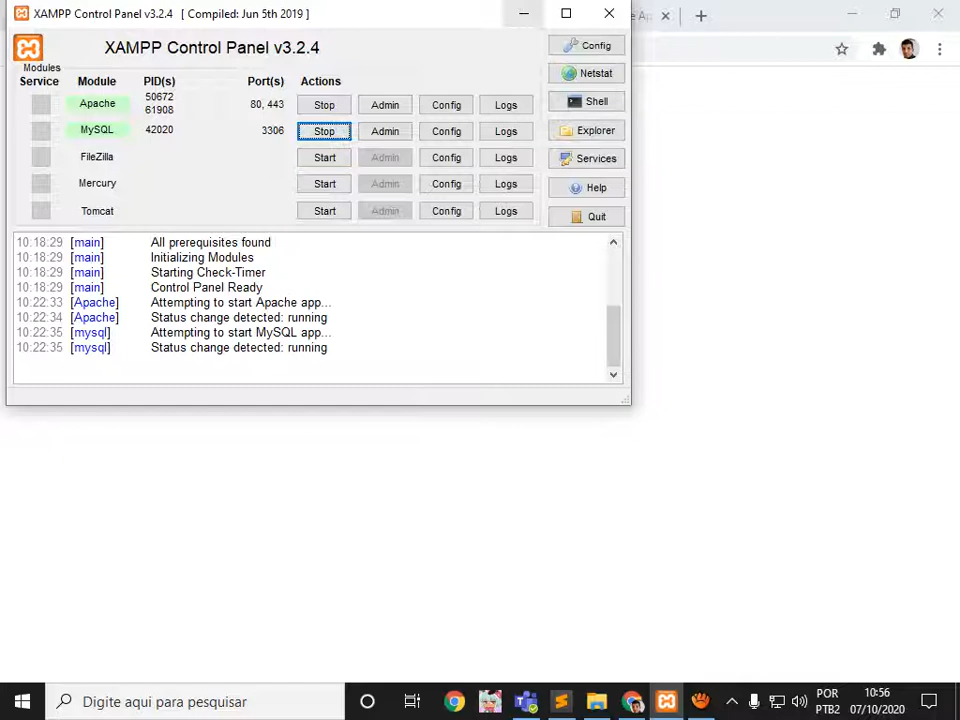 XAMPP Control Panel v3.2.4 [ Compiled: Jun 5th 2019 ]
XAMPP Control Panel v3.2.4
Config
Modules
Service Module PID(s) Port(s) Actions
Netstat
Apache 50672 61908 80, 443 Stop Admin Config Logs
Shell
MySQL 42020 3306 Stop Admin Config Logs
Explorer
FileZilla Start Admin Config Logs
Services
Mercury Start Admin Config Logs
Help
Tomcat Start Admin Config Logs
Quit
10:18:29 [main] All prerequisites found
10:18:29 [main] Initializing Modules
10:18:29 [main] Starting Check-Timer
10:18:29 [main] Control Panel Ready
10:22:33 [Apache] Attempting to start Apache app...
10:22:34 [Apache] Status change detected: running
10:22:35 [mysql] Attempting to start MySQL app...
10:22:35 [mysql] Status change detected: running
Digite aqui para pesquisar
POR
PTB2
10:56
07/10/2020